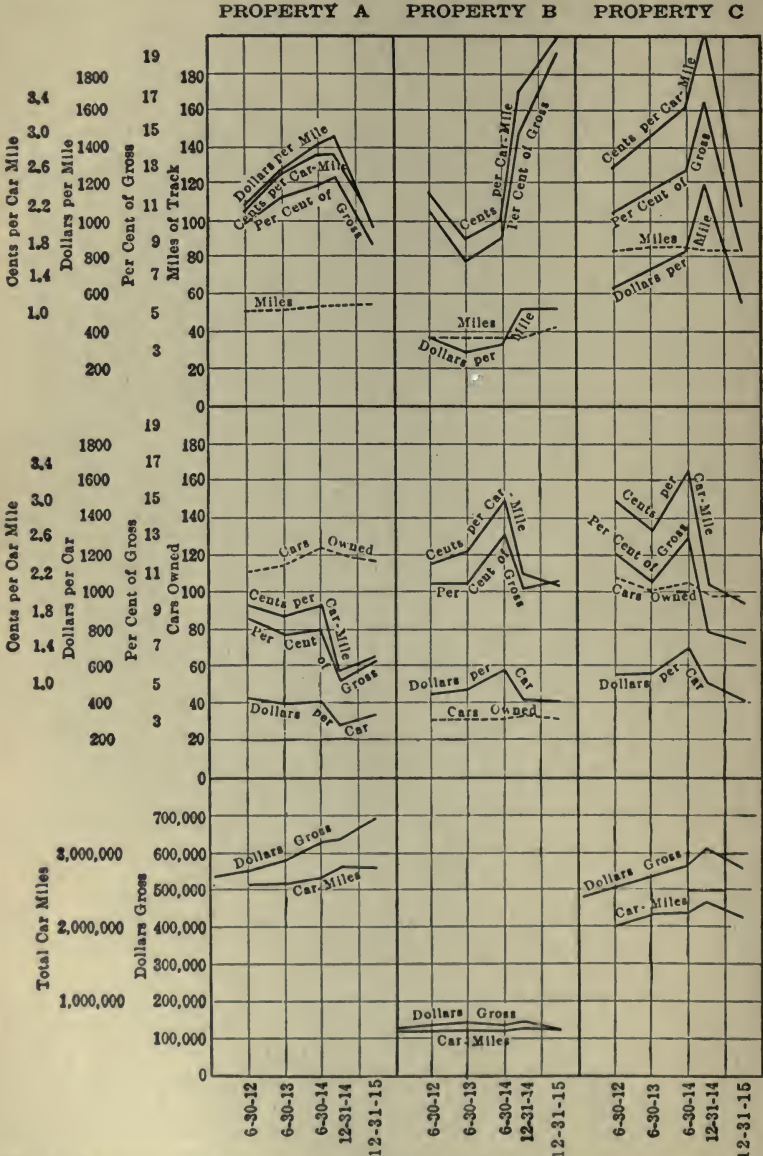 PROPERTY A PROPERTY B PROPERTY C
Cents per Car Mile
3.4
3.0
2.6
2.2
1.8
1.4
1.0
Dollars per Mile
1800
1600
1400
1200
1000
800
600
400
200
Per Cent of Gross
19
17
15
13
11
9
7
5
3
Miles of Track
180
160
140
120
100
80
60
40
20
0
Dollars per Mile
Cents per Car-Mile
Per Cent of Gross
Miles
Cents per Car-Mile
Per Cent of Gross
Miles
Dollars per Mile
Cents per Car-Mile
Per Cent of Gross
Miles
Dollars per Mile
Cents per Car Mile
3.4
3.0
2.6
2.2
1.8
1.4
1.0
Dollars per Car
1800
1600
1400
1200
1000
800
600
400
200
Per Cent of Gross
19
17
15
13
11
9
7
5
3
Cars Owned
180
160
140
120
100
80
60
40
20
0
Cars Owned
Cents per Car-Mile
Per Cent of Gross
Dollars per Car
Cents per Car-Mile
Per Cent of Gross
Dollars per Car
Cars Owned
Cents per Car-Mile
Per Cent of Gross
Cars Owned
Dollars per Car
Total Car Miles
3,000,000
2,000,000
1,000,000
Dollars Gross
700,000
600,000
500,000
400,000
300,000
200,000
100,000
0
Dollars Gross
Car-Miles
Dollars Gross
Car-Miles
Dollars Gross
Car-Miles
6-30-12
6-30-13
6-30-14
12-31-14
12-31-15
6-30-12
6-30-13
6-30-14
12-31-14
12-31-15
6-30-12
6-30-13
6-30-14
12-31-14
12-31-15